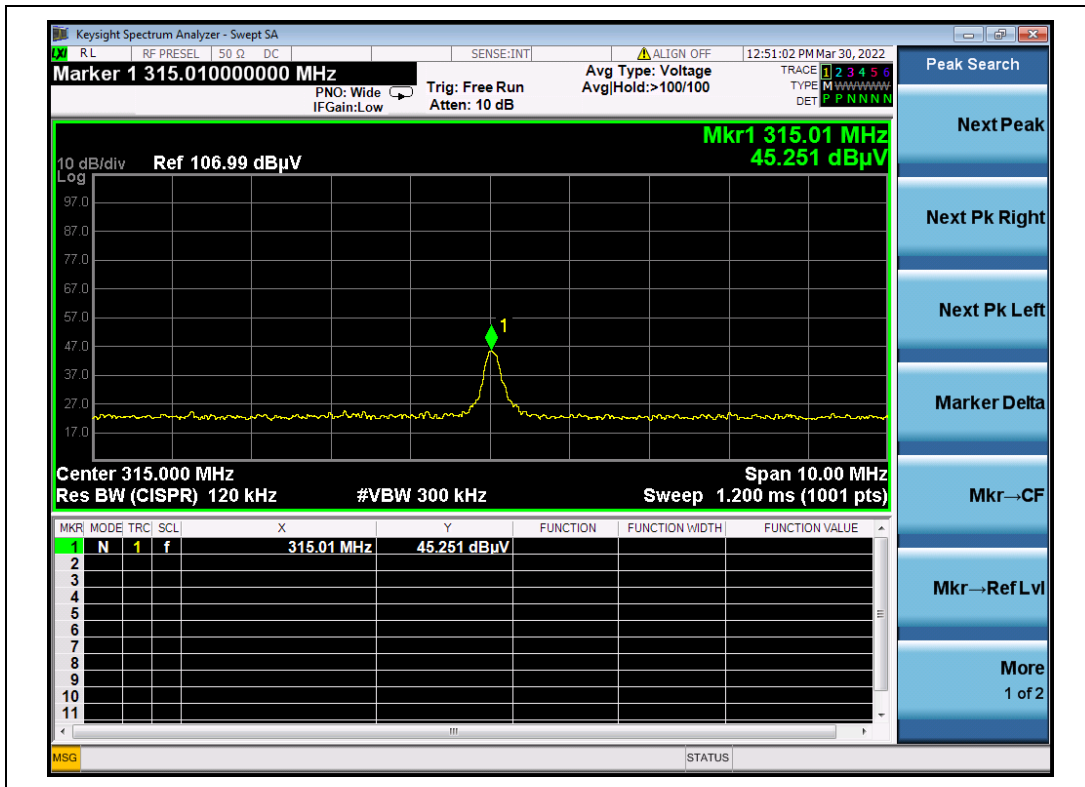 Keysight Spectrum Analyzer - Swept SA
LXI RL RF PRESEL 50 Ω DC SENSE:INT ALIGN OFF 12:51:02 PM Mar 30, 2022
Marker 1 315.010000000 MHz
PNO: Wide
IFGain:Low
Trig: Free Run
Atten: 10 dB
Avg Type: Voltage
Avg|Hold:>100/100
TRACE 1 2 3 4 5 6
TYPE M W W W W W
DET P P N N N N
Mkr1 315.01 MHz
45.251 dBµV
10 dB/div Ref 106.99 dBµV
Log
97.0
87.0
77.0
67.0
57.0
47.0
37.0
27.0
17.0
1
Center 315.000 MHz Span 10.00 MHz
Res BW (CISPR) 120 kHz #VBW 300 kHz Sweep 1.200 ms (1001 pts)
MKR MODE TRC SCL X Y FUNCTION FUNCTION WIDTH FUNCTION VALUE
1 N 1 f 315.01 MHz 45.251 dBµV
2
3
4
5
6
7
8
9
10
11
MSG STATUS
Peak Search
Next Peak
Next Pk Right
Next Pk Left
Marker Delta
Mkr→CF
Mkr→Ref Lvl
More
1 of 2